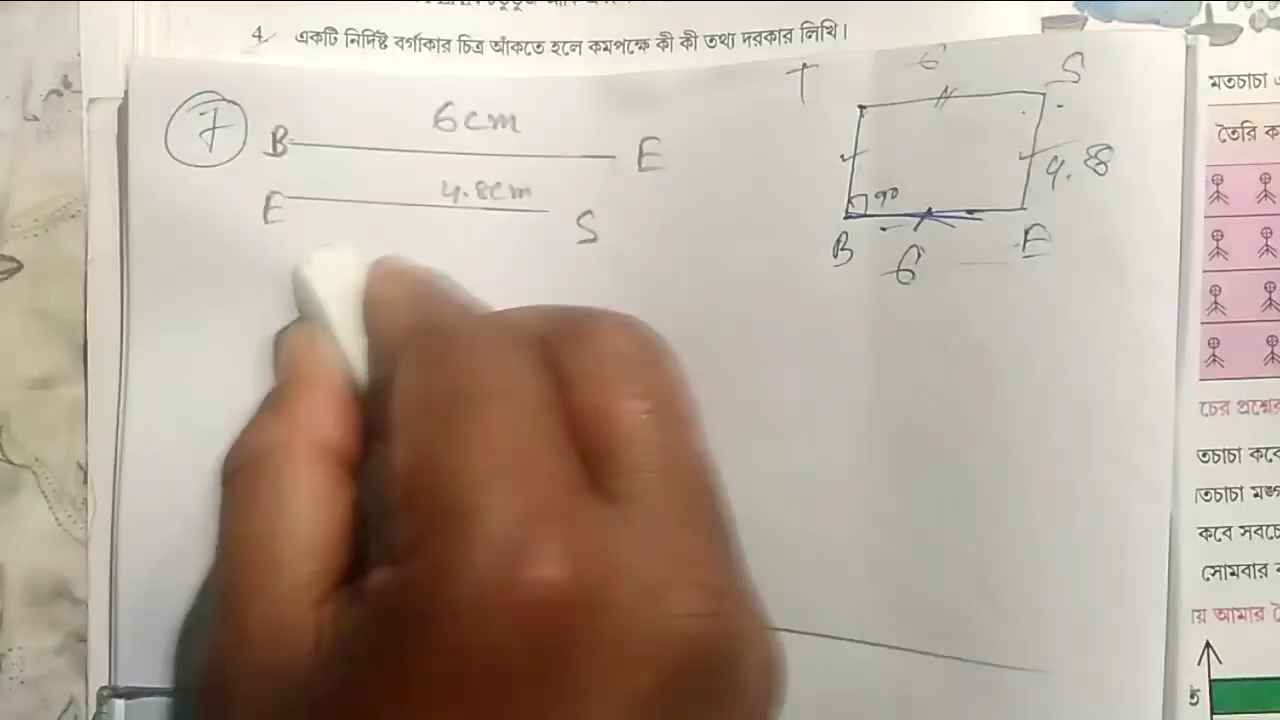 4. একটি নির্দিষ্ট বর্গাকার চিত্র আঁকতে হলে কমপক্ষে কী কী তথ্য দরকার লিখি।
7
B 6cm E
E 4.8cm S
T 6 S
90 4.8
B 6 E
মতচাচা
তৈরি ক
চের প্রশ্নের
তচাচা কবে
তিচাচা মঙ্গ
কবে সবচে
সোমবার
য়ে আমার